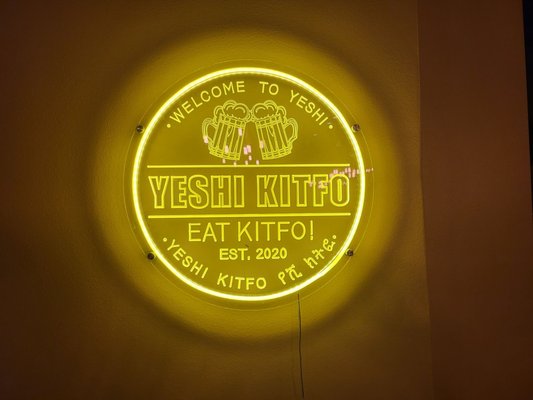 • WELCOME TO YESHI •
YESHI KITFO
EAT KITFO!
EST. 2020
• YESHI KITFO የሺ ክትፎ •